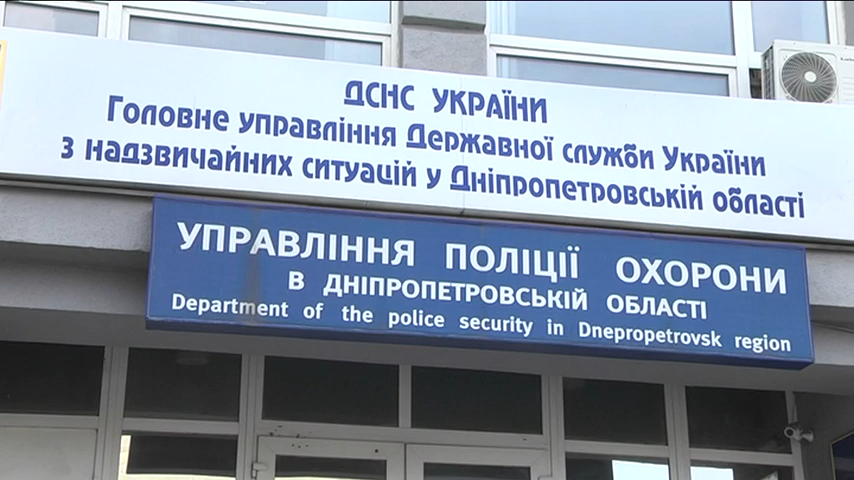 ДСНС УКРАЇНИ
Головне управління Державної служби України
з надзвичайних ситуацій у Дніпропетровській області
УПРАВЛІННЯ ПОЛІЦІЇ ОХОРОНИ
В ДНІПРОПЕТРОВСЬКІЙ ОБЛАСТІ
Department of the police security in Dnepropetrovsk region